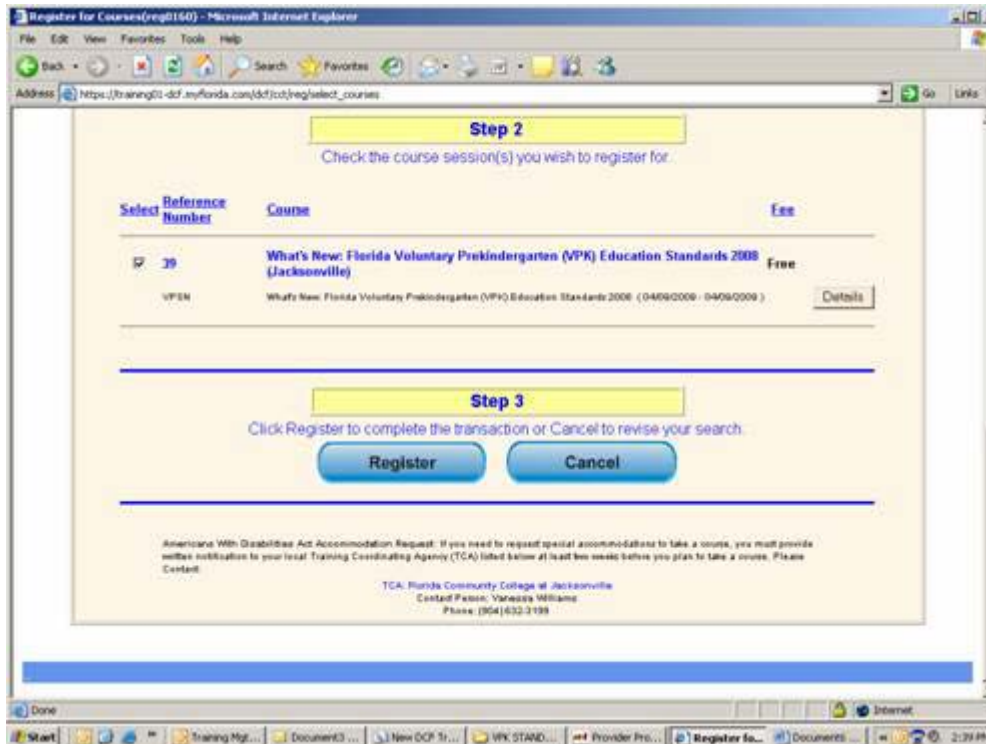 Register for Courses(reg0160) - Microsoft Internet Explorer
File Edit View Favorites Tools Help
Back Search Favorites
Address https://training01-dcf.myflorida.com/dcf/cct/reg/select_courses Go Links
Step 2
Check the course session(s) you wish to register for.
Select Reference Number Course Fee
39 What's New: Florida Voluntary Prekindergarten (VPK) Education Standards 2008 Free
(Jacksonville)
VPSN What's New: Florida Voluntary Prekindergarten (VPK) Education Standards 2008 ( 04/09/2009 - 04/09/2009 ) Details
Step 3
Click Register to complete the transaction or Cancel to revise your search.
Register Cancel
Americans With Disabilities Act Accommodation Request: If you need to request special accommodations to take a course, you must provide
written notification to your local Training Coordinating Agency (TCA) listed below at least two weeks before you plan to take a course. Please
Contact:
TCA: Florida Community College at Jacksonville
Contact Person: Vanessa Williams
Phone: (904) 632-3199
Done Internet
Start Training Mgt... Document3 ... New DCF Tr... VPK STAND... Provider Pro... Register fo... Documents ... 2:39 PM